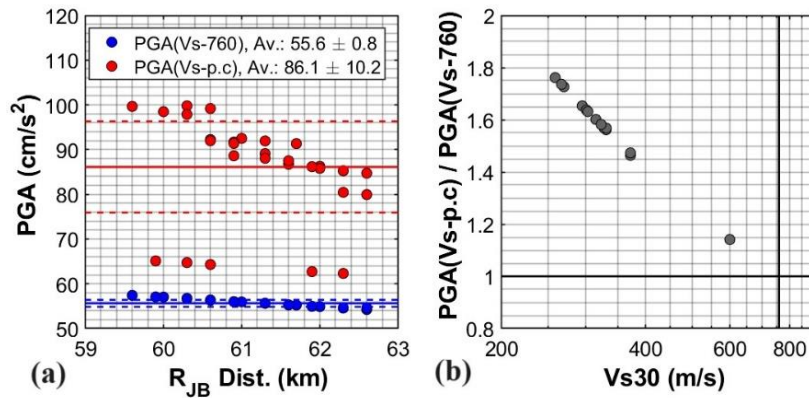 120
110
100
90
80
70
60
50
PGA (cm/s²)
PGA(Vs-760), Av.: 55.6 ± 0.8
PGA(Vs-p.c), Av.: 86.1 ± 10.2
59 60 61 62 63
(a) R_JB Dist. (km)
2
1.8
1.6
1.4
1.2
1
0.8
PGA(Vs-p.c) / PGA(Vs-760)
200 400 600 800
(b) Vs30 (m/s)